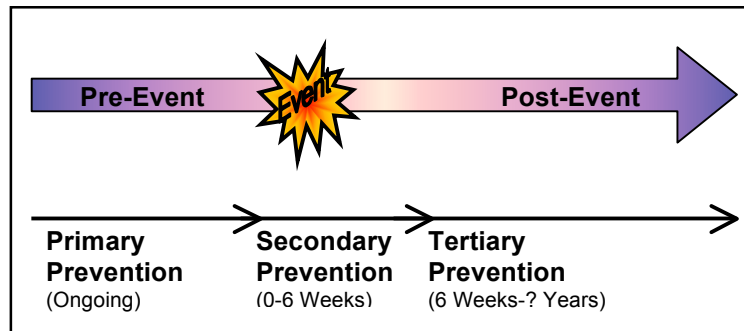 Pre-Event
Event
Post-Event
Primary
Prevention
(Ongoing)
Secondary
Prevention
(0-6 Weeks)
Tertiary
Prevention
(6 Weeks-? Years)